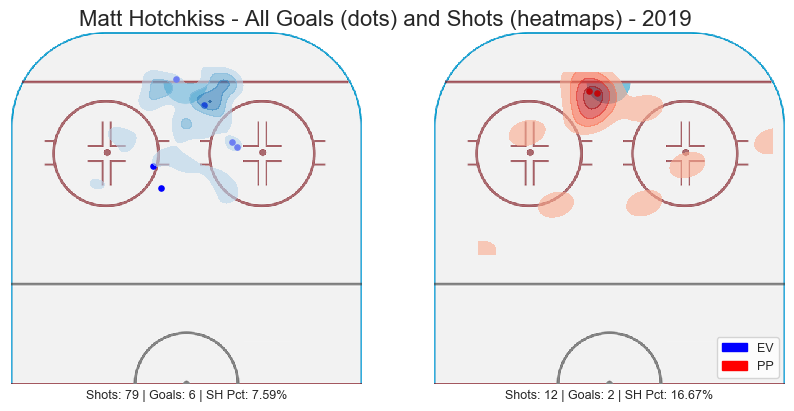 Matt Hotchkiss - All Goals (dots) and Shots (heatmaps) - 2019
EV
PP
Shots: 79 | Goals: 6 | SH Pct: 7.59%
Shots: 12 | Goals: 2 | SH Pct: 16.67%